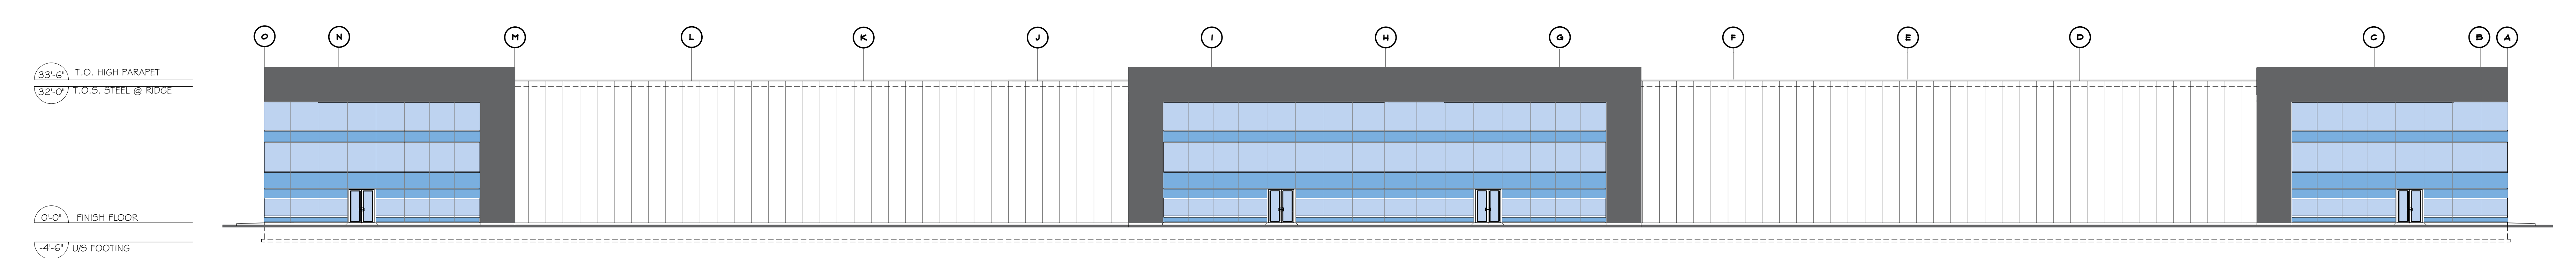 O N M L K J I H G F E D C B A
33'-6" T.O. HIGH PARAPET
32'-0" T.O.S. STEEL @ RIDGE
0'-0" FINISH FLOOR
-4'-6" U/S FOOTING